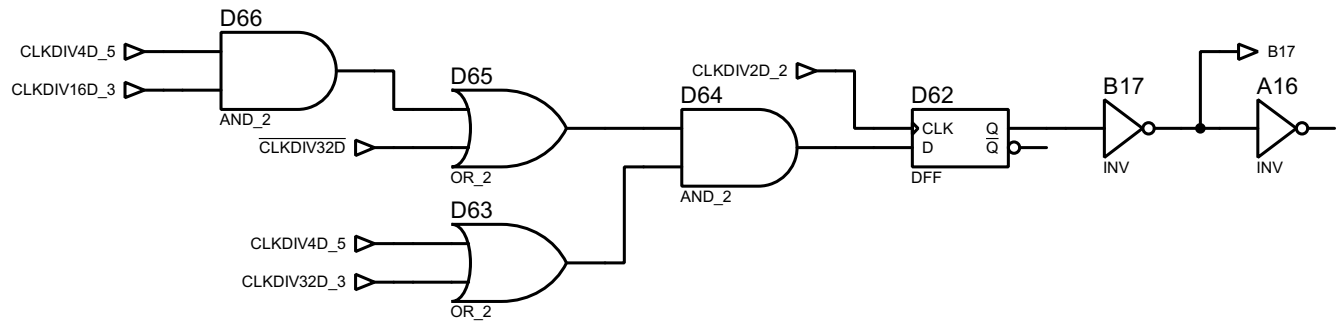 D66
CLKDIV4D_5
CLKDIV16D_3
AND_2
D65
CLKDIV32D
OR_2
D63
CLKDIV4D_5
CLKDIV32D_3
OR_2
D64
AND_2
CLKDIV2D_2
D62
CLK Q
D Q
DFF
B17
INV
B17
A16
INV